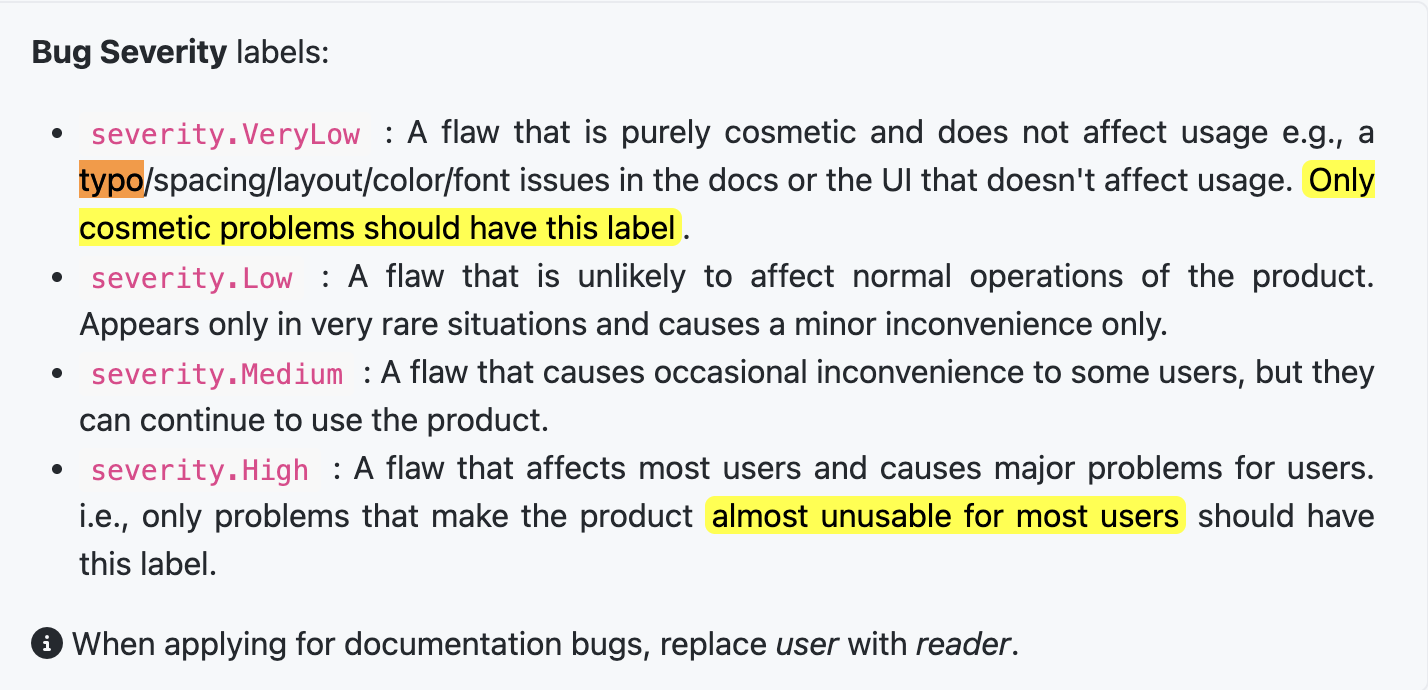 Bug Severity labels:
• severity.VeryLow : A flaw that is purely cosmetic and does not affect usage e.g., a
typo/spacing/layout/color/font issues in the docs or the UI that doesn't affect usage. Only
cosmetic problems should have this label.
• severity.Low : A flaw that is unlikely to affect normal operations of the product.
Appears only in very rare situations and causes a minor inconvenience only.
• severity.Medium : A flaw that causes occasional inconvenience to some users, but they
can continue to use the product.
• severity.High : A flaw that affects most users and causes major problems for users.
i.e., only problems that make the product almost unusable for most users should have
this label.
When applying for documentation bugs, replace user with reader.